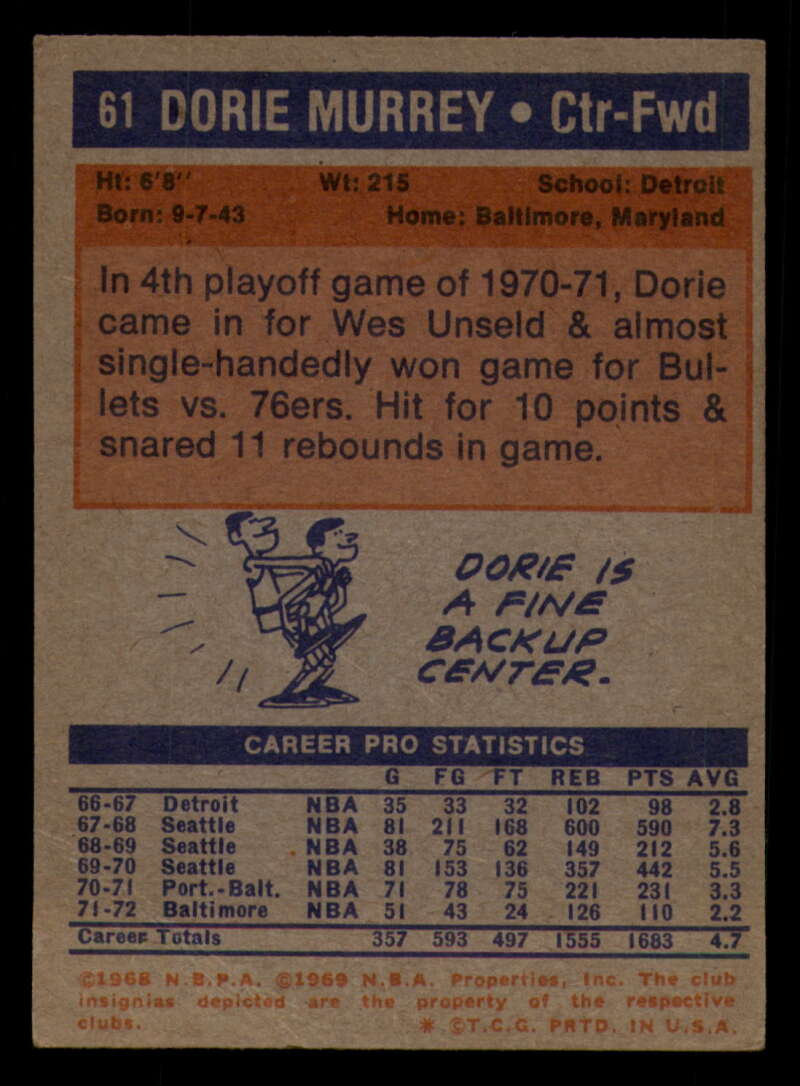 61 DORIE MURREY • Ctr-Fwd
Ht: 6'8" Wt: 215 School: Detroit
Born: 9-7-43 Home: Baltimore, Maryland
In 4th playoff game of 1970-71, Dorie
came in for Wes Unseld & almost
single-handedly won game for Bul-
lets vs. 76ers. Hit for 10 points &
snared 11 rebounds in game.
DORIE IS
A FINE
BACKUP
CENTER.
CAREER PRO STATISTICS
G FG FT REB PTS AVG
66-67 Detroit NBA 35 33 32 102 98 2.8
67-68 Seattle NBA 81 211 168 600 590 7.3
68-69 Seattle NBA 38 75 62 149 212 5.6
69-70 Seattle NBA 81 153 136 357 442 5.5
70-71 Port.-Balt. NBA 71 78 75 221 231 3.3
71-72 Baltimore NBA 51 43 24 126 110 2.2
Career Totals 357 593 497 1555 1683 4.7
©1968 N.B.P.A. ©1969 N.B.A. Properties, Inc. The club
insignias depicted are the property of the respective
clubs. * ©T.C.G. PRTD. IN U.S.A.